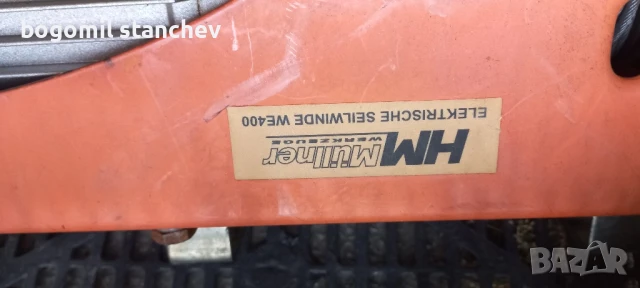 bogomil stanchev
HM Müllner
WERKZEUGE
ELEKTRISCHE SEILWINDE WE400
BAZAR